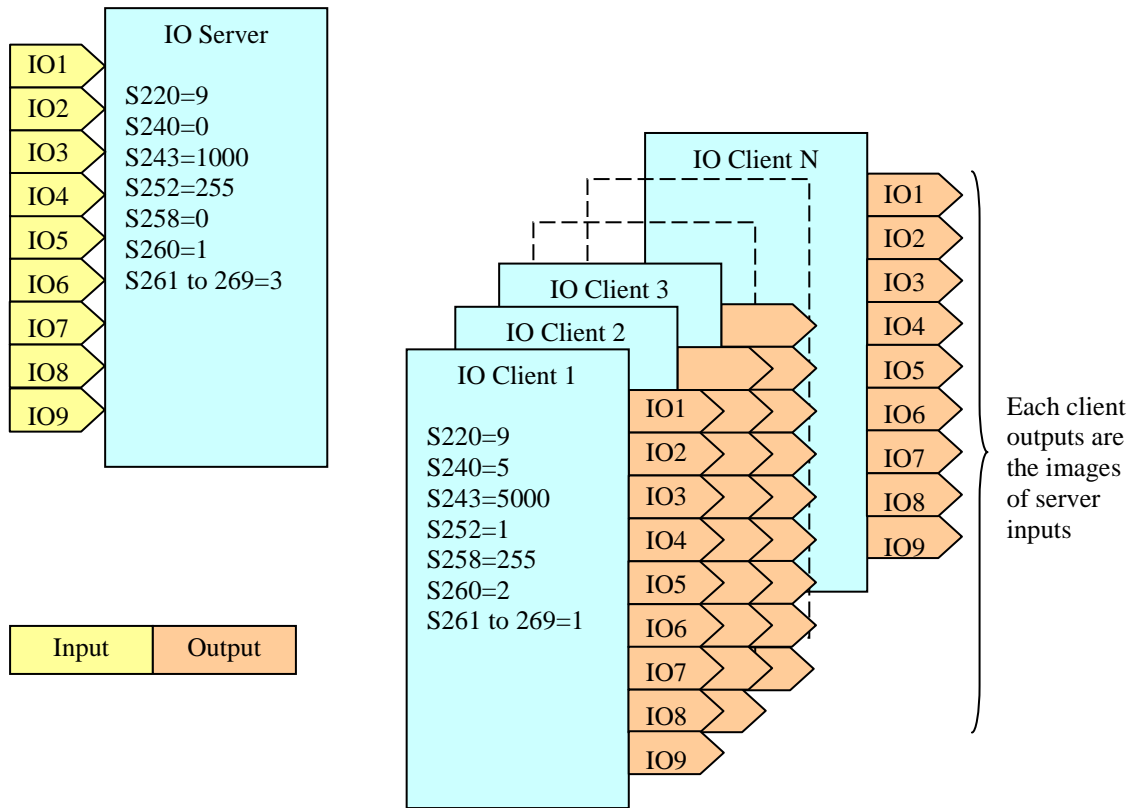 IO Server
IO1
IO2
IO3
IO4
IO5
IO6
IO7
IO8
IO9
S220=9
S240=0
S243=1000
S252=255
S258=0
S260=1
S261 to 269=3
IO Client N
IO1
IO2
IO3
IO4
IO5
IO6
IO7
IO8
IO9
IO Client 3
IO Client 2
IO Client 1
S220=9
S240=5
S243=5000
S252=1
S258=255
S260=2
S261 to 269=1
IO1
IO2
IO3
IO4
IO5
IO6
IO7
IO8
IO9
Each client
outputs are
the images
of server
inputs
Input
Output